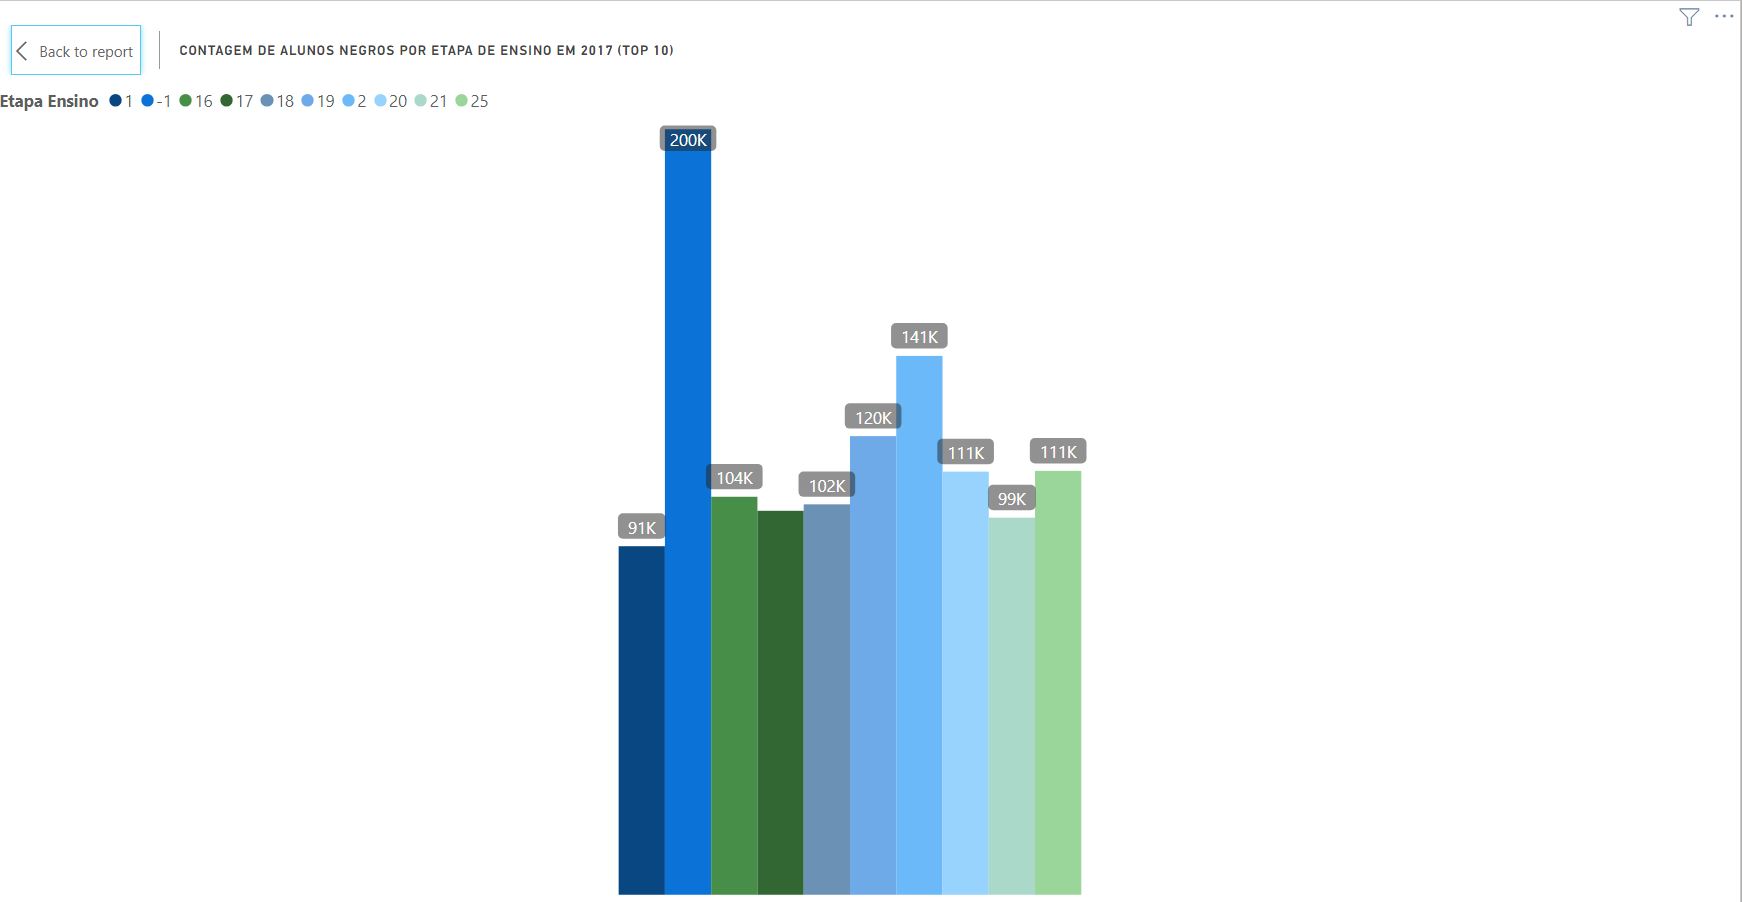 Back to report
CONTAGEM DE ALUNOS NEGROS POR ETAPA DE ENSINO EM 2017 (TOP 10)
Etapa Ensino 1 -1 16 17 18 19 2 20 21 25
200K
141K
120K
111K
111K
104K
102K
99K
91K